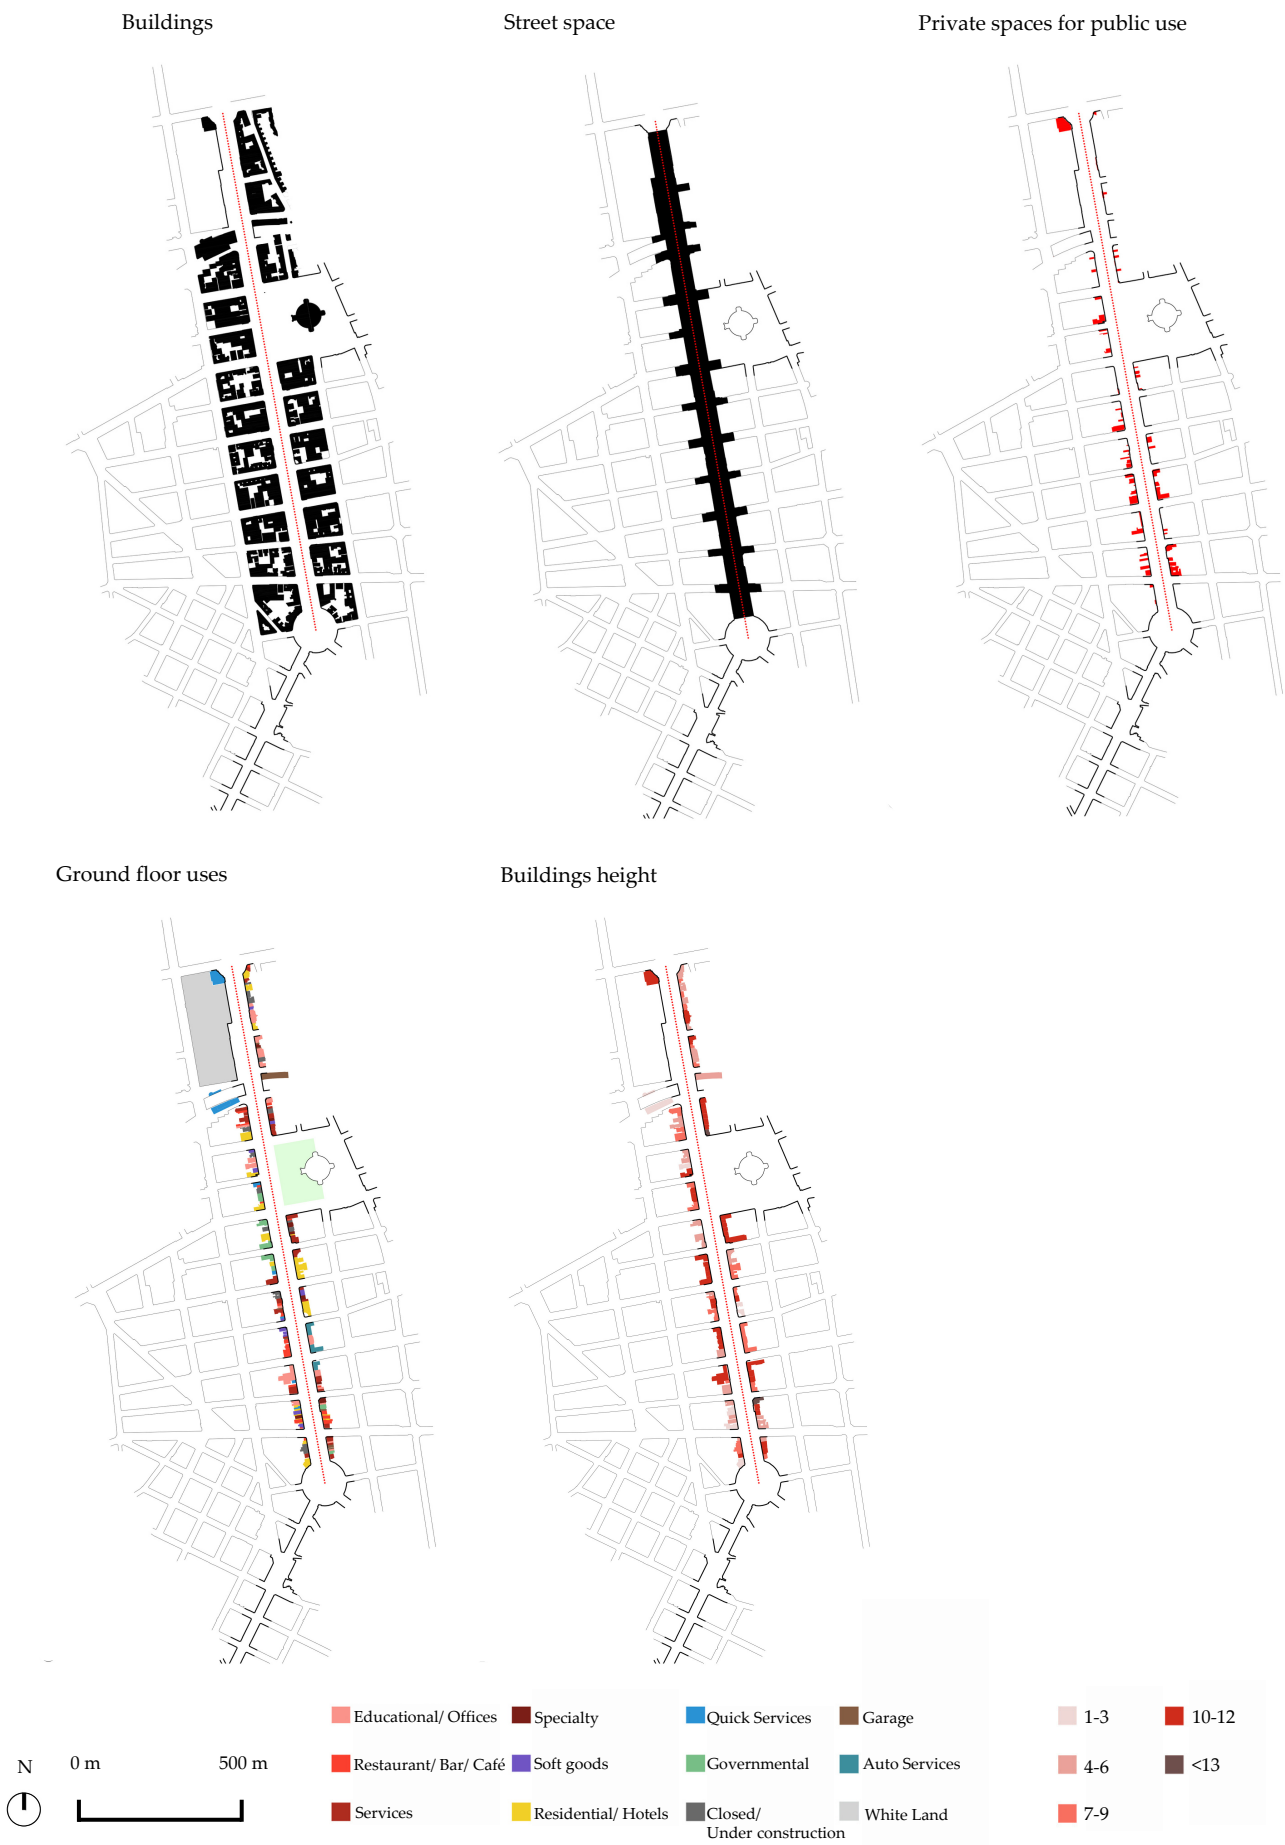 Buildings
Street space
Private spaces for public use
Ground floor uses
Buildings height
N
0 m
500 m
Educational/ Offices
Restaurant/ Bar/ Café
Services
Specialty
Soft goods
Residential/ Hotels
Quick Services
Governmental
Closed/
Under construction
Garage
Auto Services
White Land
1-3
4-6
7-9
10-12
<13